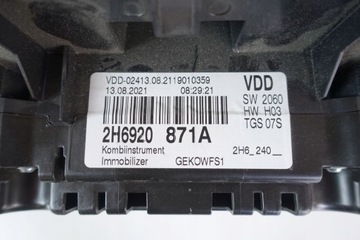 VDD-02413.08.2119010359
13.08.2021 08:29:21
VDD
SW 2060
HW H03
TGS 07S
2H6920 871A
Kombiinstrument 2H6_240__
Immobilizer GEKOWFS1